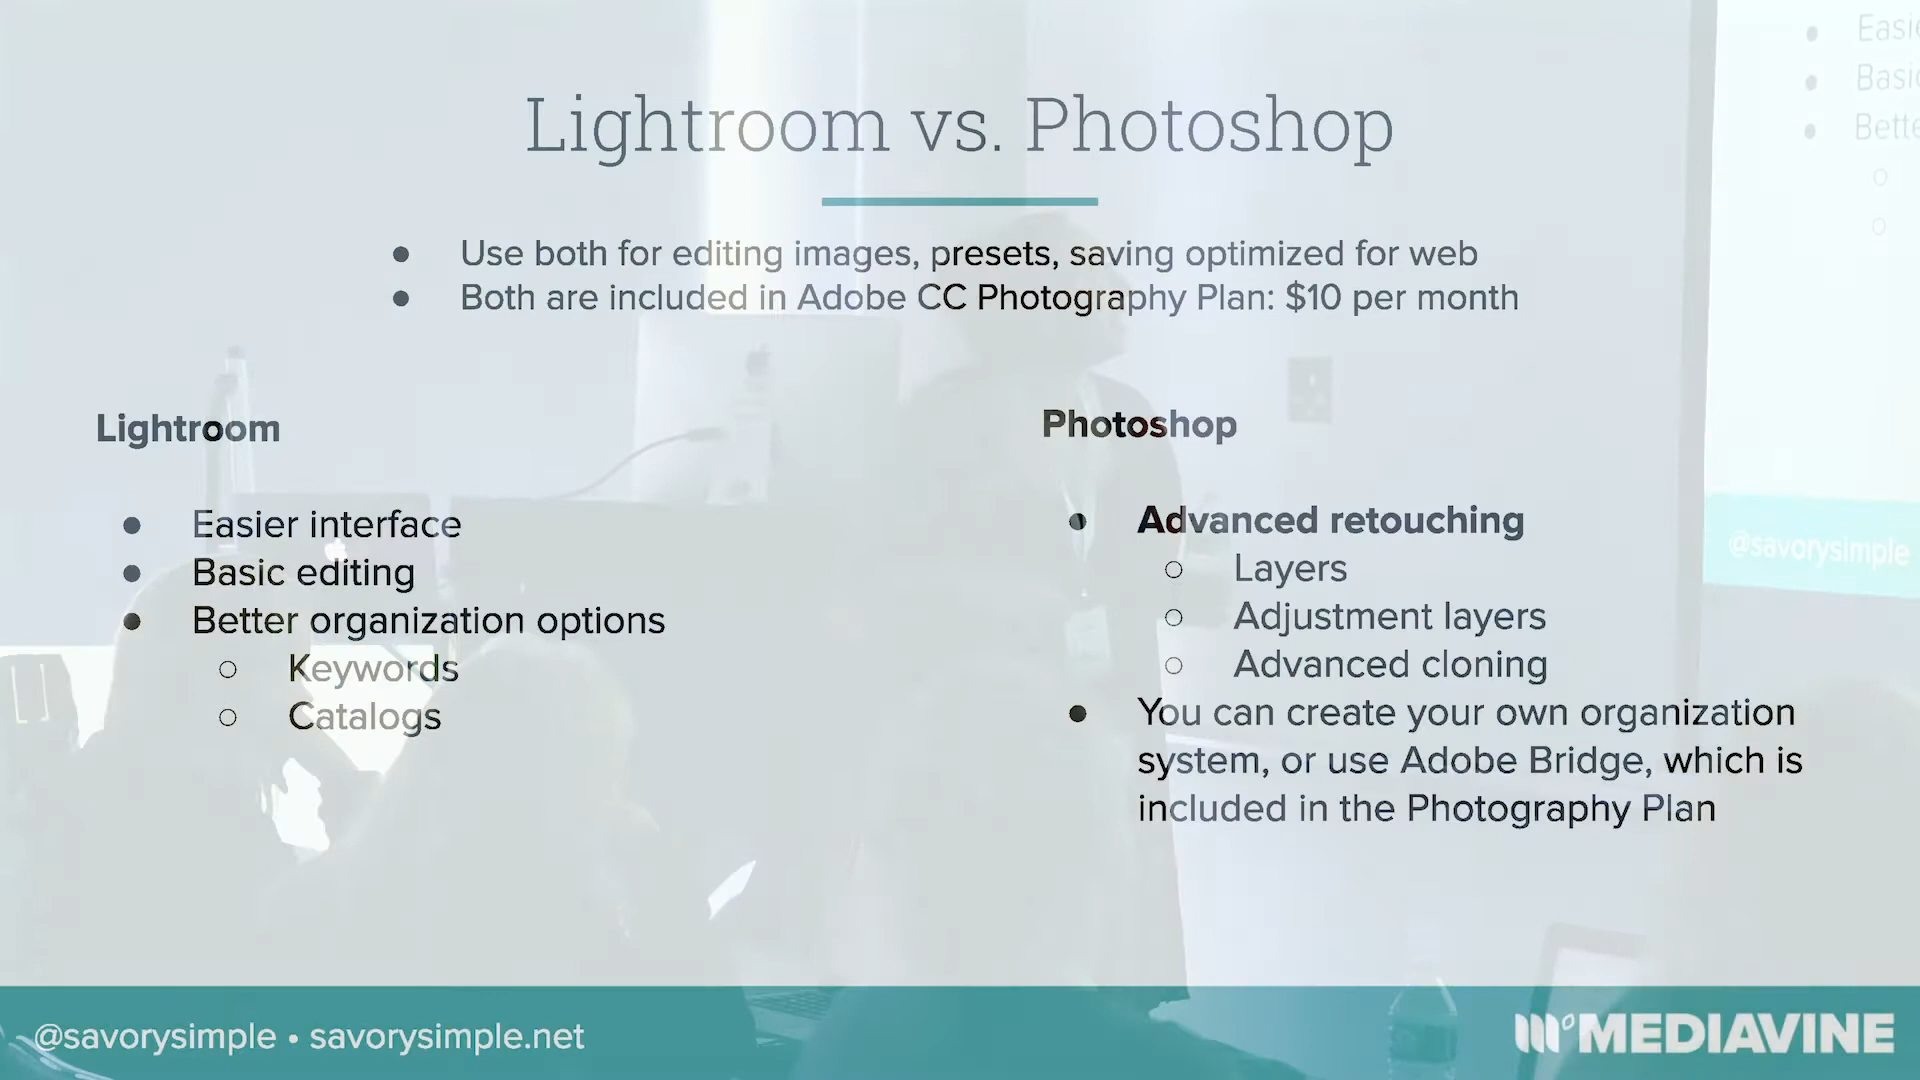 Lightroom vs. Photoshop
● Use both for editing images, presets, saving optimized for web
● Both are included in Adobe CC Photography Plan: $10 per month
Lightroom
● Easier interface
● Basic editing
● Better organization options
○ Keywords
○ Catalogs
Photoshop
● Advanced retouching
○ Layers
○ Adjustment layers
○ Advanced cloning
● You can create your own organization
system, or use Adobe Bridge, which is
included in the Photography Plan
@savorysimple
@savorysimple • savorysimple.net
MEDIAVINE